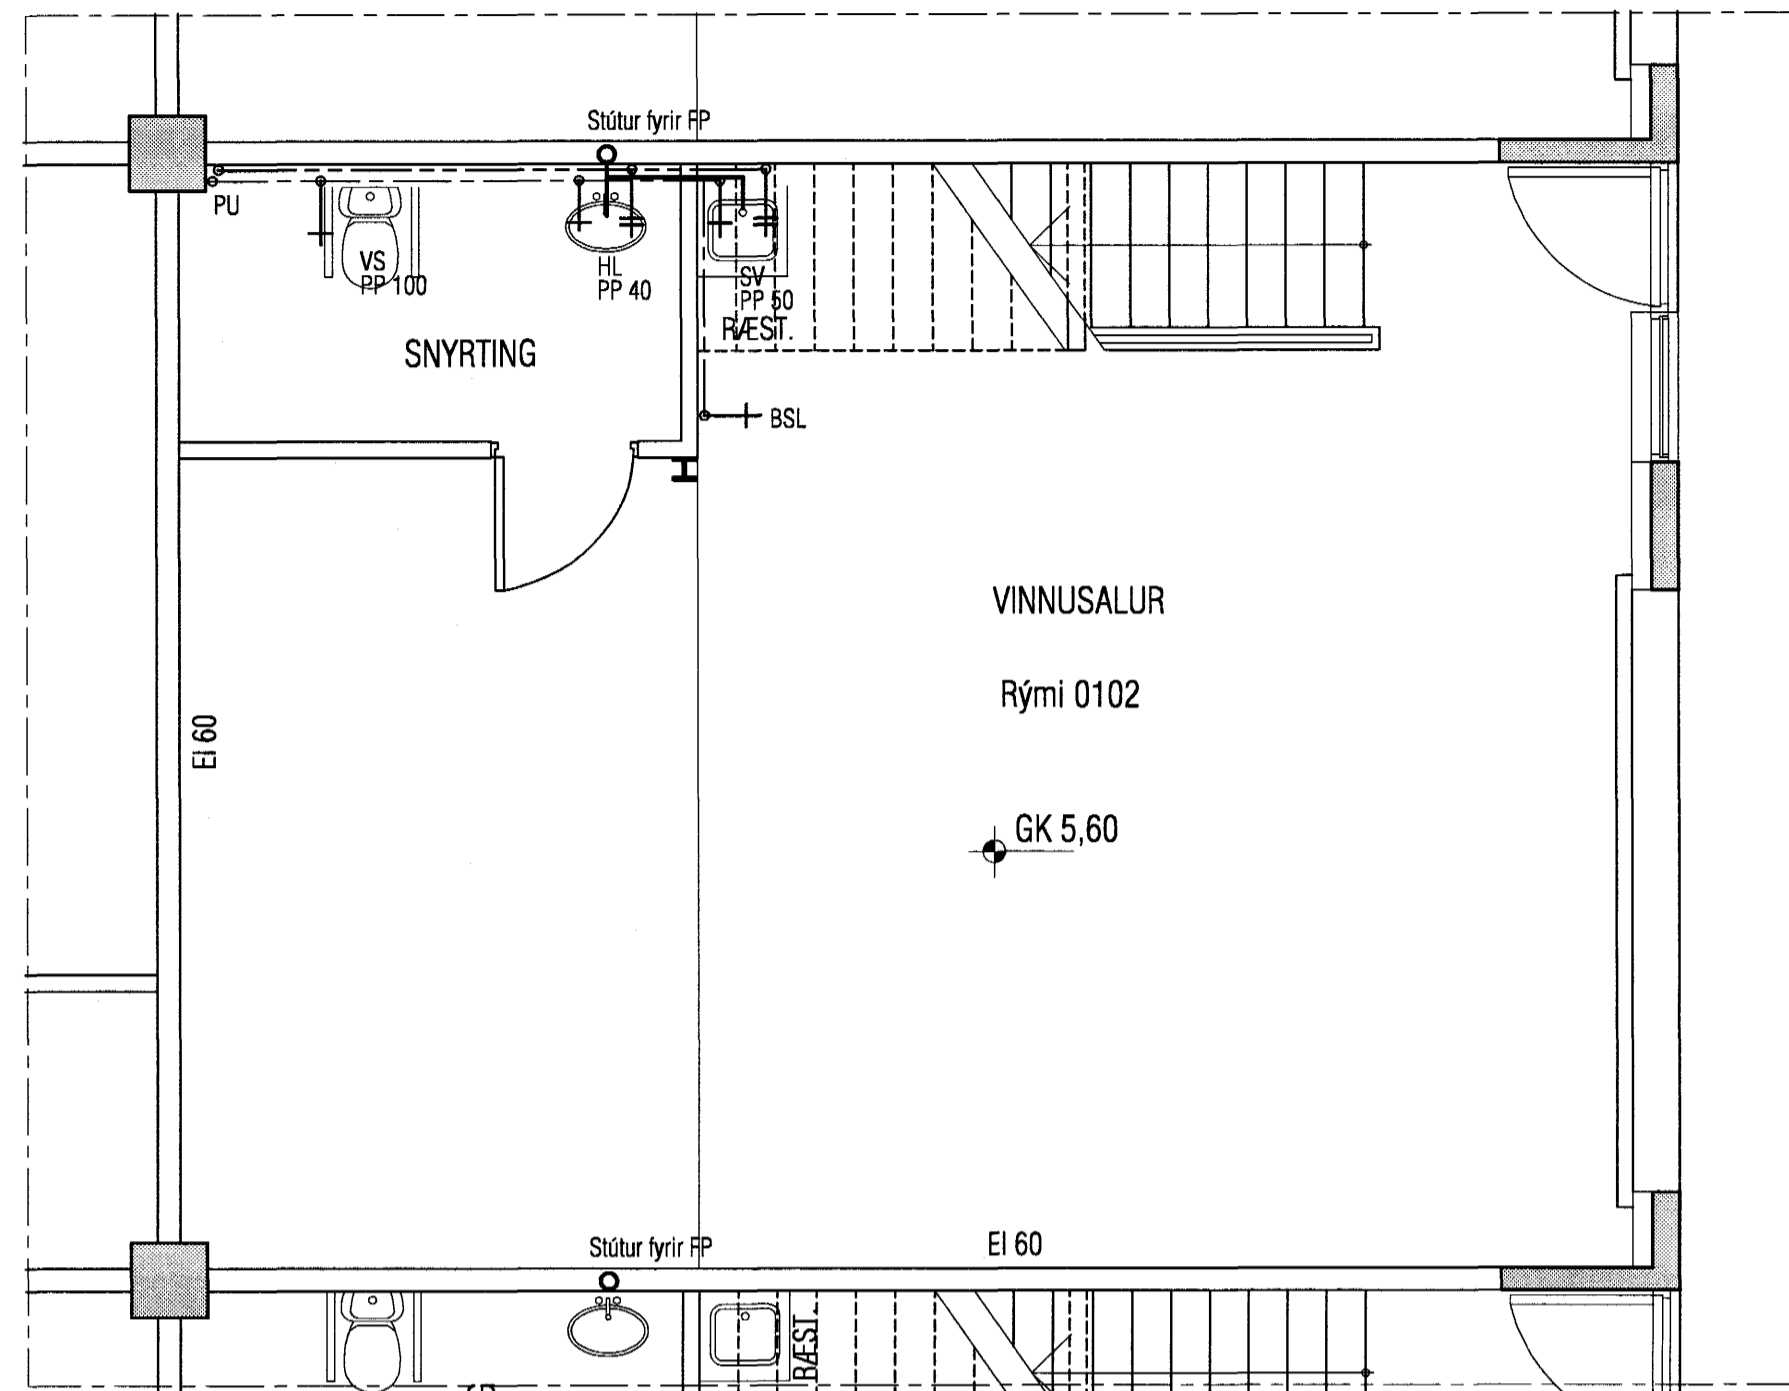 Stútur fyrir FP
PU
VS
PP 100
HL
PP 40
SV
PP 50
RÆST.
SNYRTING
BSL
VINNUSALUR
Rými 0102
EI 60
GK 5,60
Stútur fyrir FP
EI 60
RÆST.